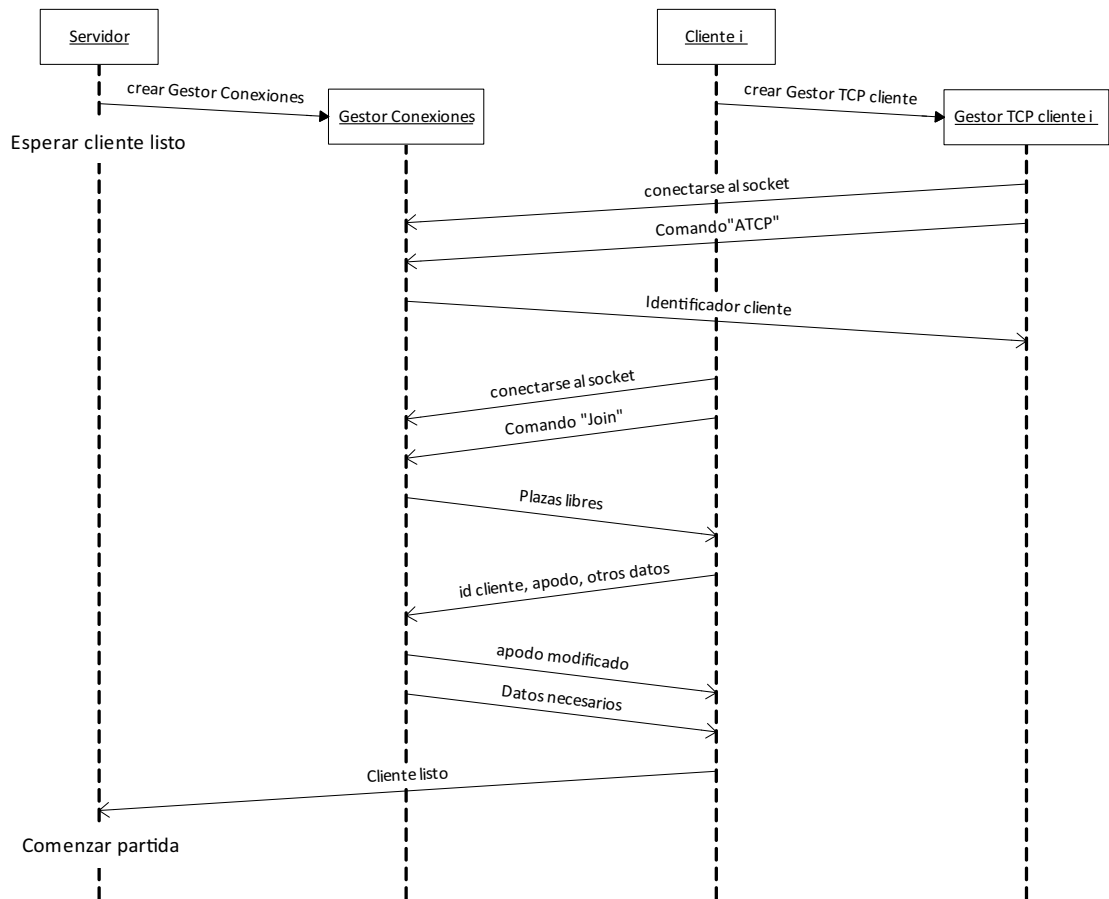 Servidor
Cliente i
crear Gestor Conexiones
crear Gestor TCP cliente
Gestor Conexiones
Gestor TCP cliente i
Esperar cliente listo
conectarse al socket
Comando"ATCP"
Identificador cliente
conectarse al socket
Comando "Join"
Plazas libres
id cliente, apodo, otros datos
apodo modificado
Datos necesarios
Cliente listo
Comenzar partida